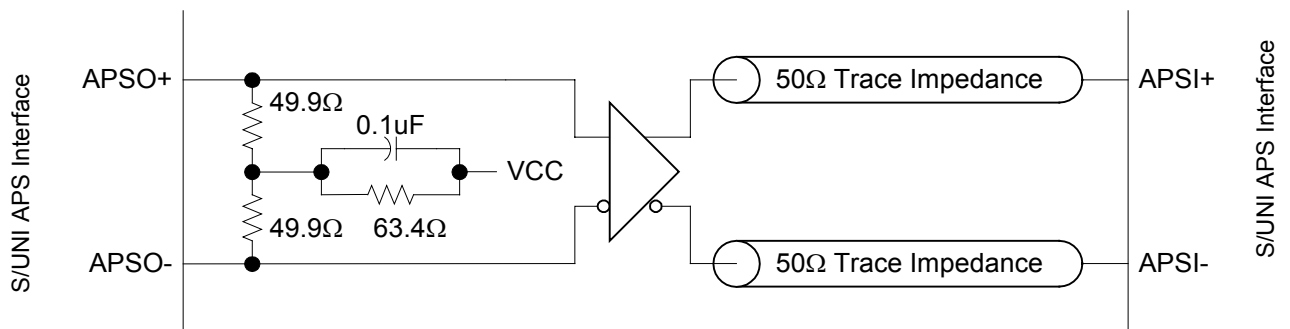 S/UNI APS Interface
APSO+
49.9Ω
0.1uF
VCC
49.9Ω
63.4Ω
APSO-
50Ω Trace Impedance
APSI+
50Ω Trace Impedance
APSI-
S/UNI APS Interface